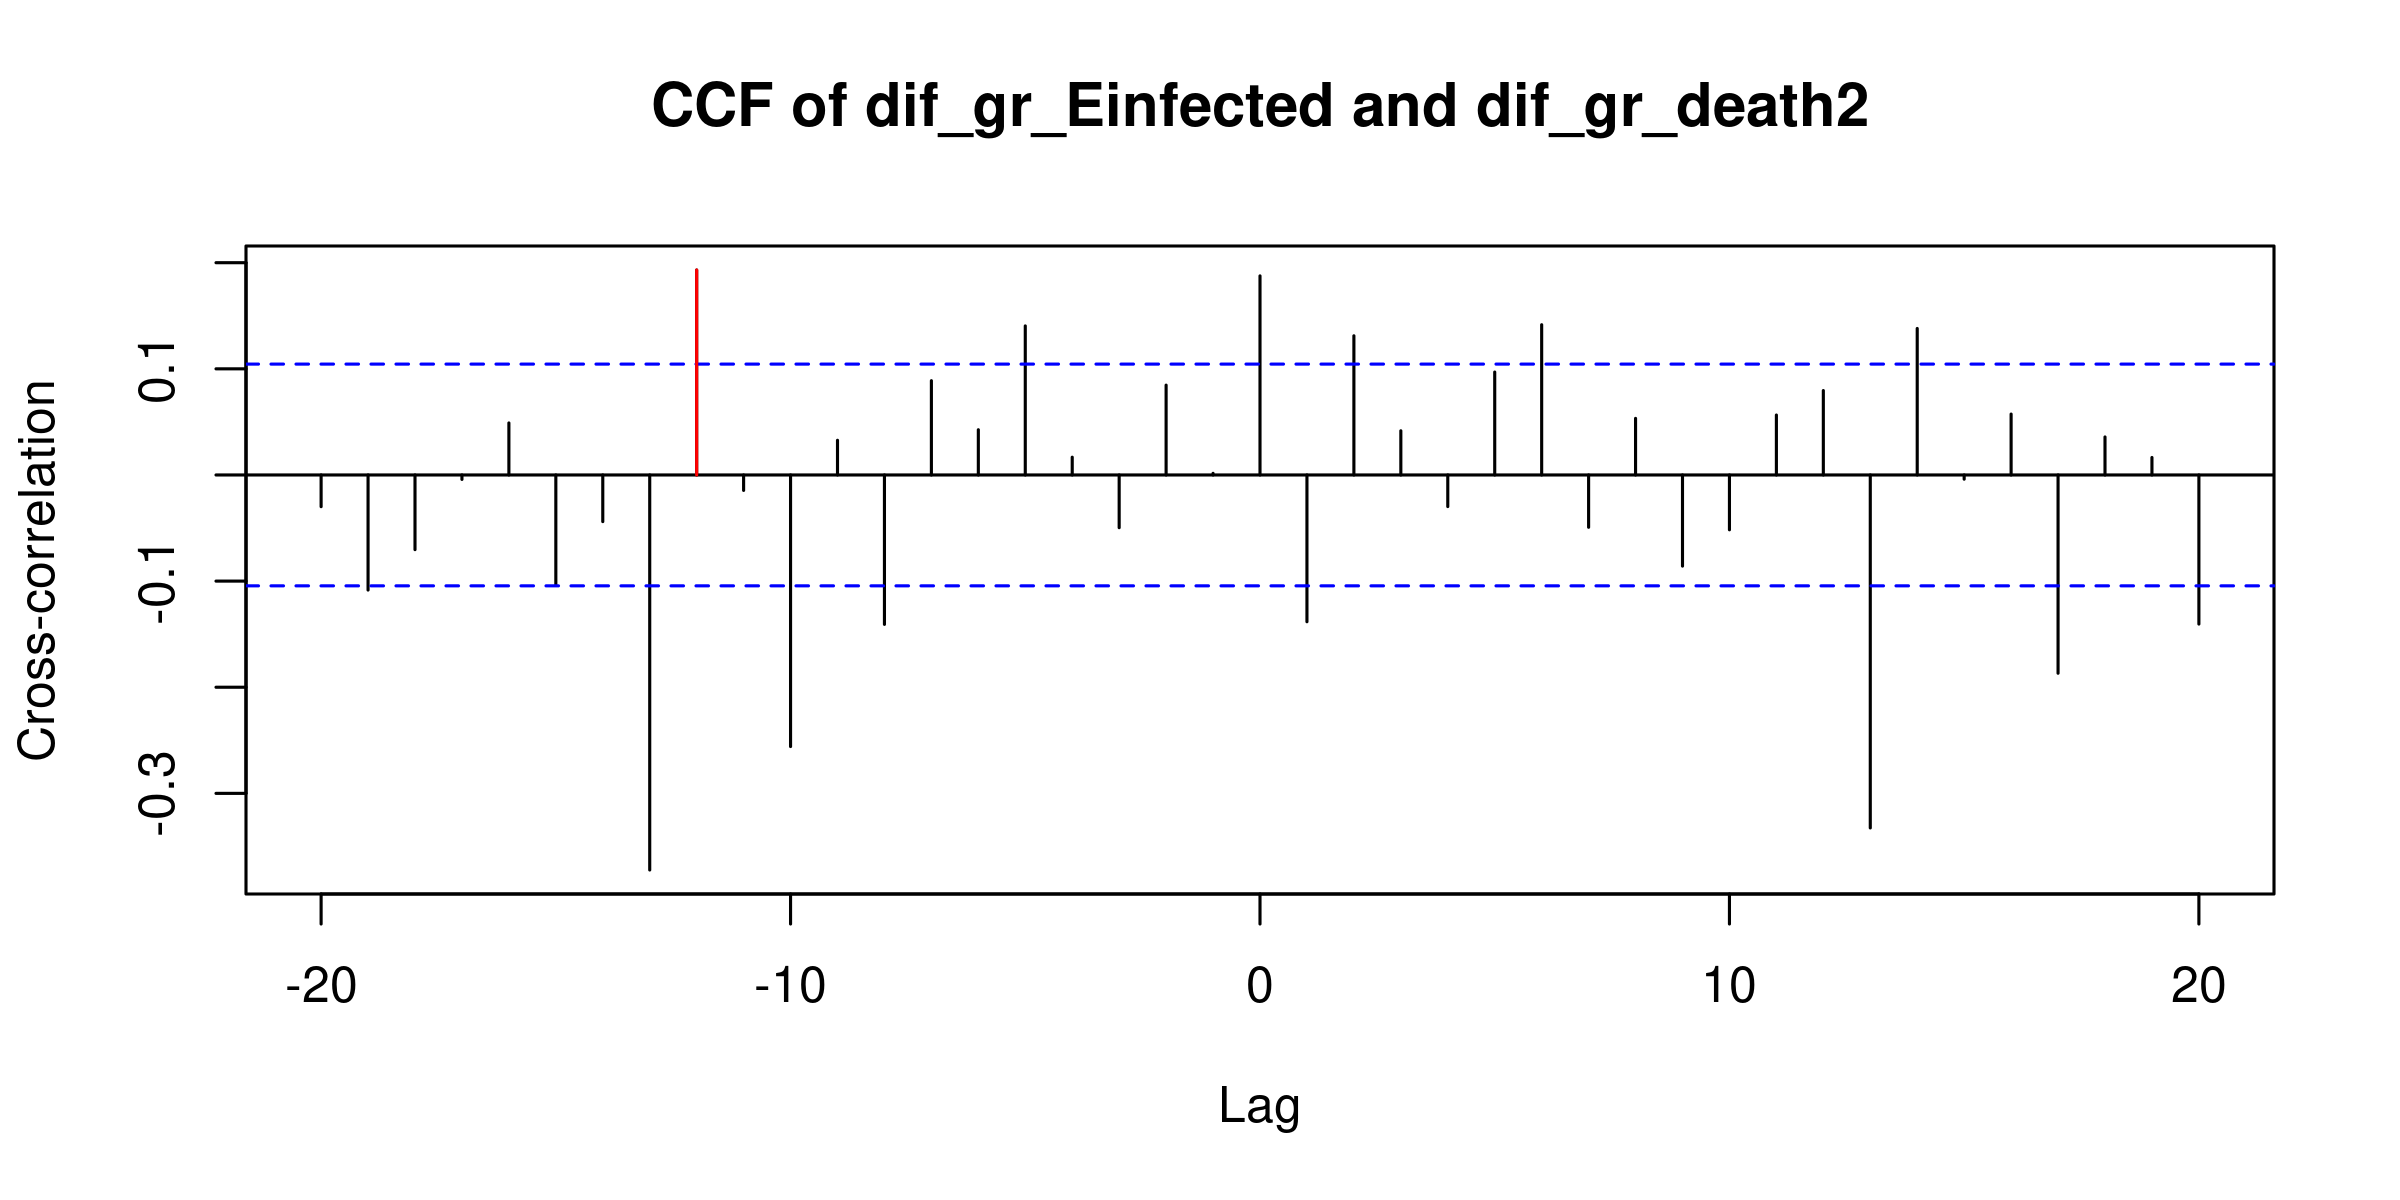 CCF of dif_gr_Einfected and dif_gr_death2
Cross-correlation
0.1
-0.1
-0.3
-20 -10 0 10 20
Lag